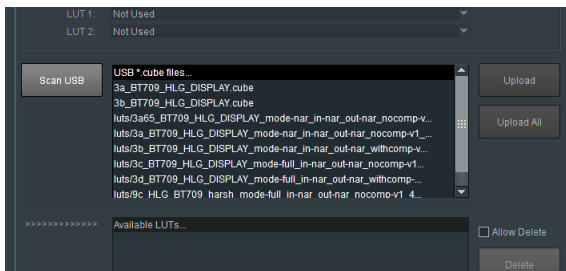 LUT 1: Not Used
LUT 2: Not Used
Scan USB
USB *.cube files...
3a_BT709_HLG_DISPLAY.cube
3b_BT709_HLG_DISPLAY.cube
luts/3a65_BT709_HLG_DISPLAY_mode-nar_in-nar_out-nar_nocomp-v...
luts/3a_BT709_HLG_DISPLAY_mode-nar_in-nar_out-nar_nocomp-v1_...
luts/3b_BT709_HLG_DISPLAY_mode-nar_in-nar_out-nar_withcomp-v...
luts/3c_BT709_HLG_DISPLAY_mode-full_in-nar_out-nar_nocomp-v1...
luts/3d_BT709_HLG_DISPLAY_mode-full_in-nar_out-nar_withcomp-...
luts/9c_HLG_BT709_harsh_mode-full_in-nar_out-nar_nocomp-v1_4...
Upload
Upload All
>>>>>>>>>>>>>
Available LUTs...
Allow Delete
Delete